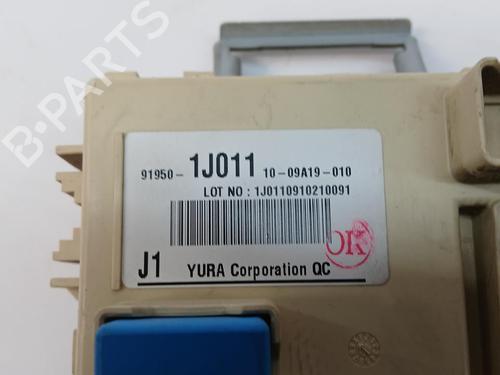 B-PARTS
91950-1J011 10-09A19-010
LOT NO : 1J0110910210091
OK
J1 YURA Corporation QC